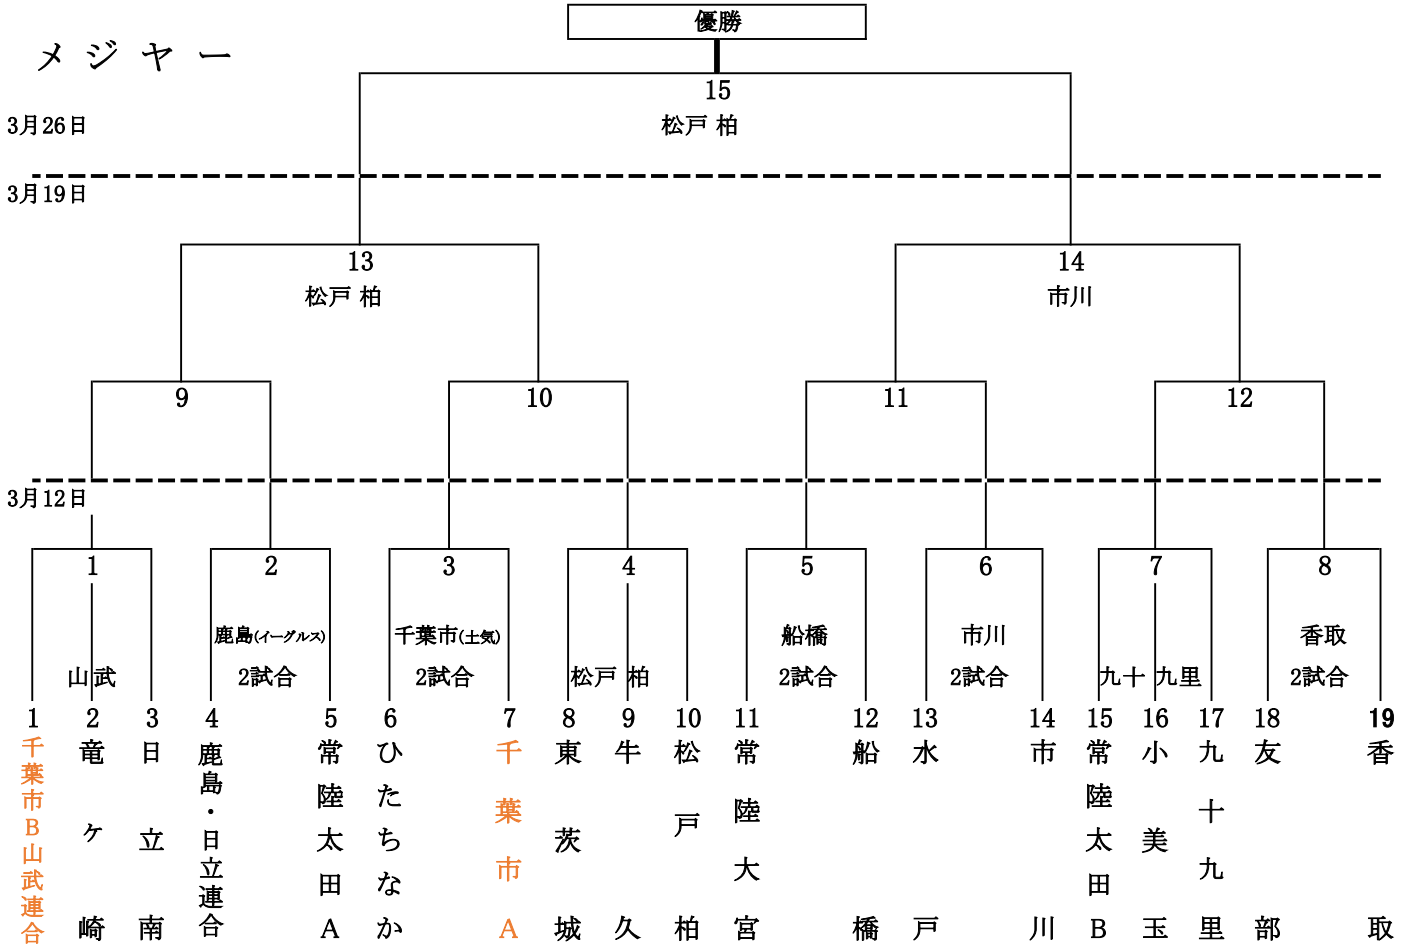 優勝
メジヤー
15
3月26日
松戸 柏
3月19日
13
14
松戸 柏
市川
9
10
11
12
3月12日
1
2
3
4
5
6
7
8
鹿島(イーグルス)
千葉市(土気)
船橋
市川
香取
山武
2試合
2試合
松戸 柏
2試合
2試合
九十九里
2試合
1
2
3
4
5
6
7
8
9
10
11
12
13
14
15
16
17
18
19
千葉市B山武連合
竜ヶ崎
日立南
鹿島・日立連合
常陸太田A
ひたちなか
千葉市A
東茨城
牛久
松戸柏
常陸大宮
船橋
水戸
市川
常陸太田B
小美玉
九十九里
友部
香取